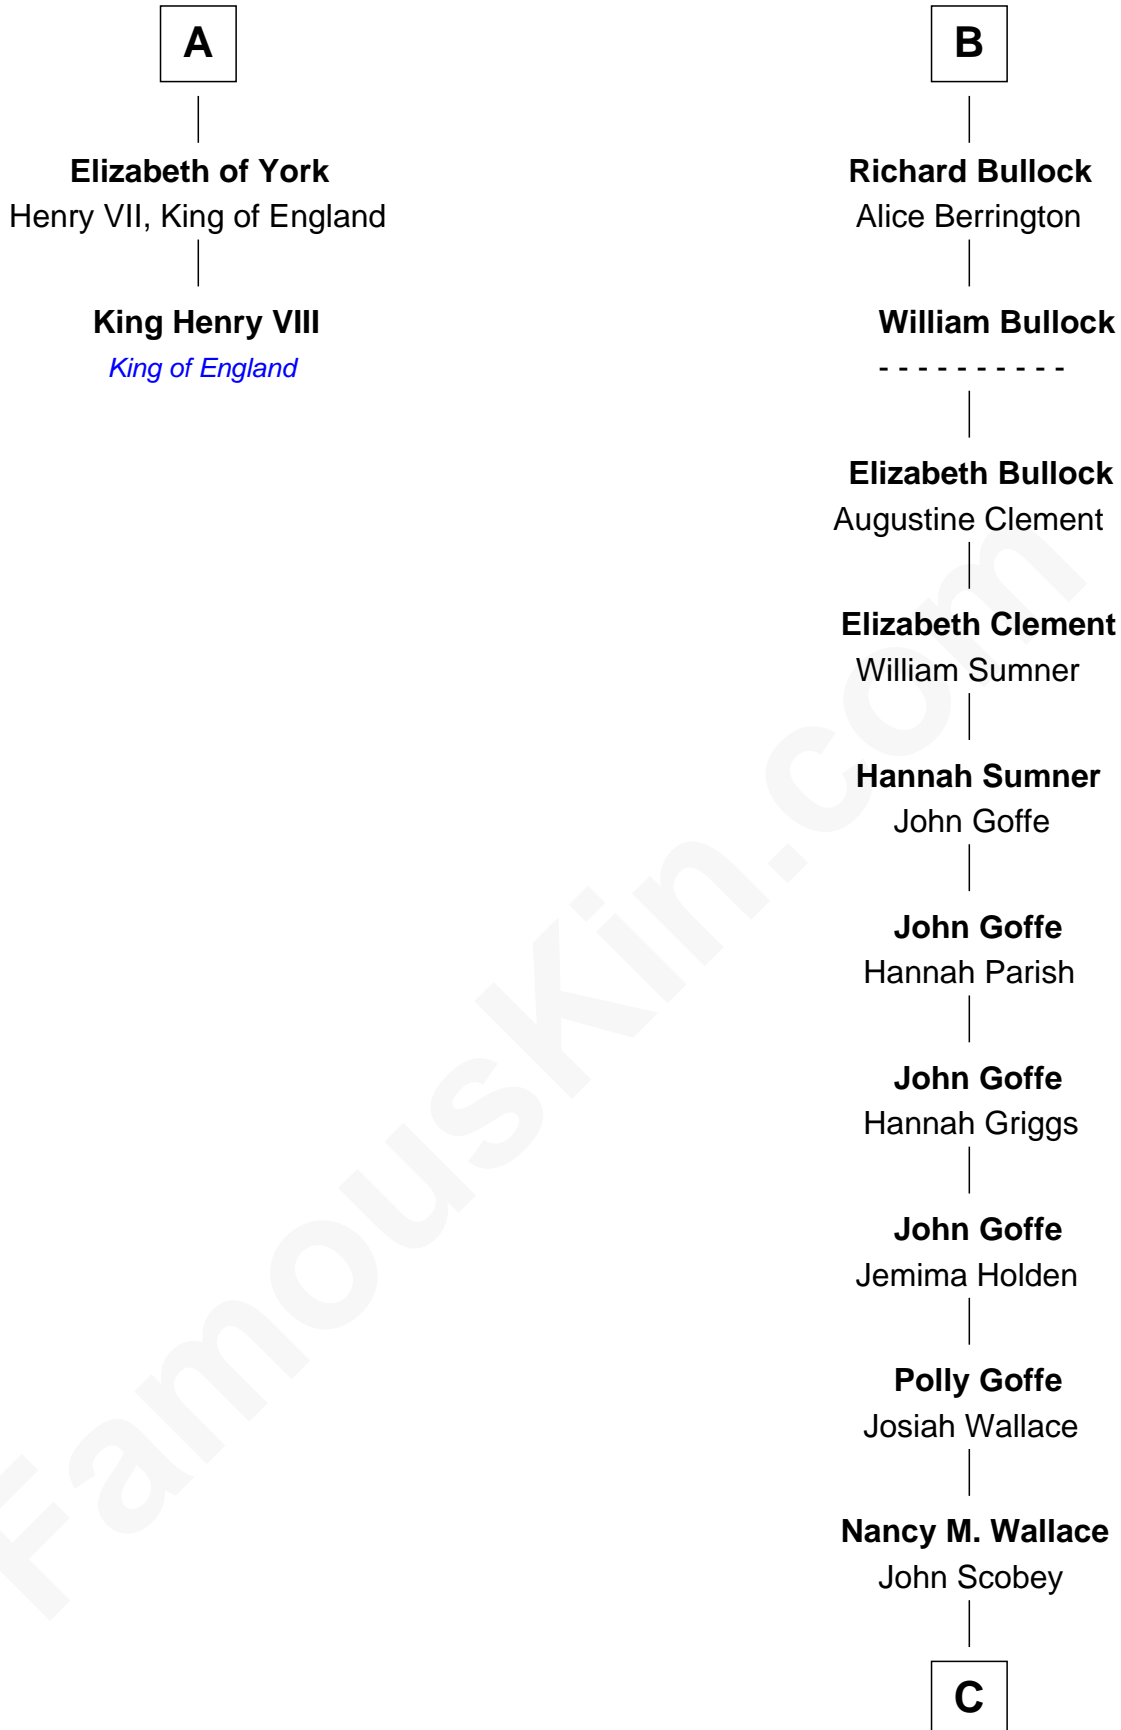 A
Elizabeth of York
Henry VII, King of England
King Henry VIII
King of England
B
Richard Bullock
Alice Berrington
William Bullock
- - - - - - - - - -
Elizabeth Bullock
Augustine Clement
Elizabeth Clement
William Sumner
Hannah Sumner
John Goffe
John Goffe
Hannah Parish
John Goffe
Hannah Griggs
John Goffe
Jemima Holden
Polly Goffe
Josiah Wallace
Nancy M. Wallace
John Scobey
C
FamousKin.com